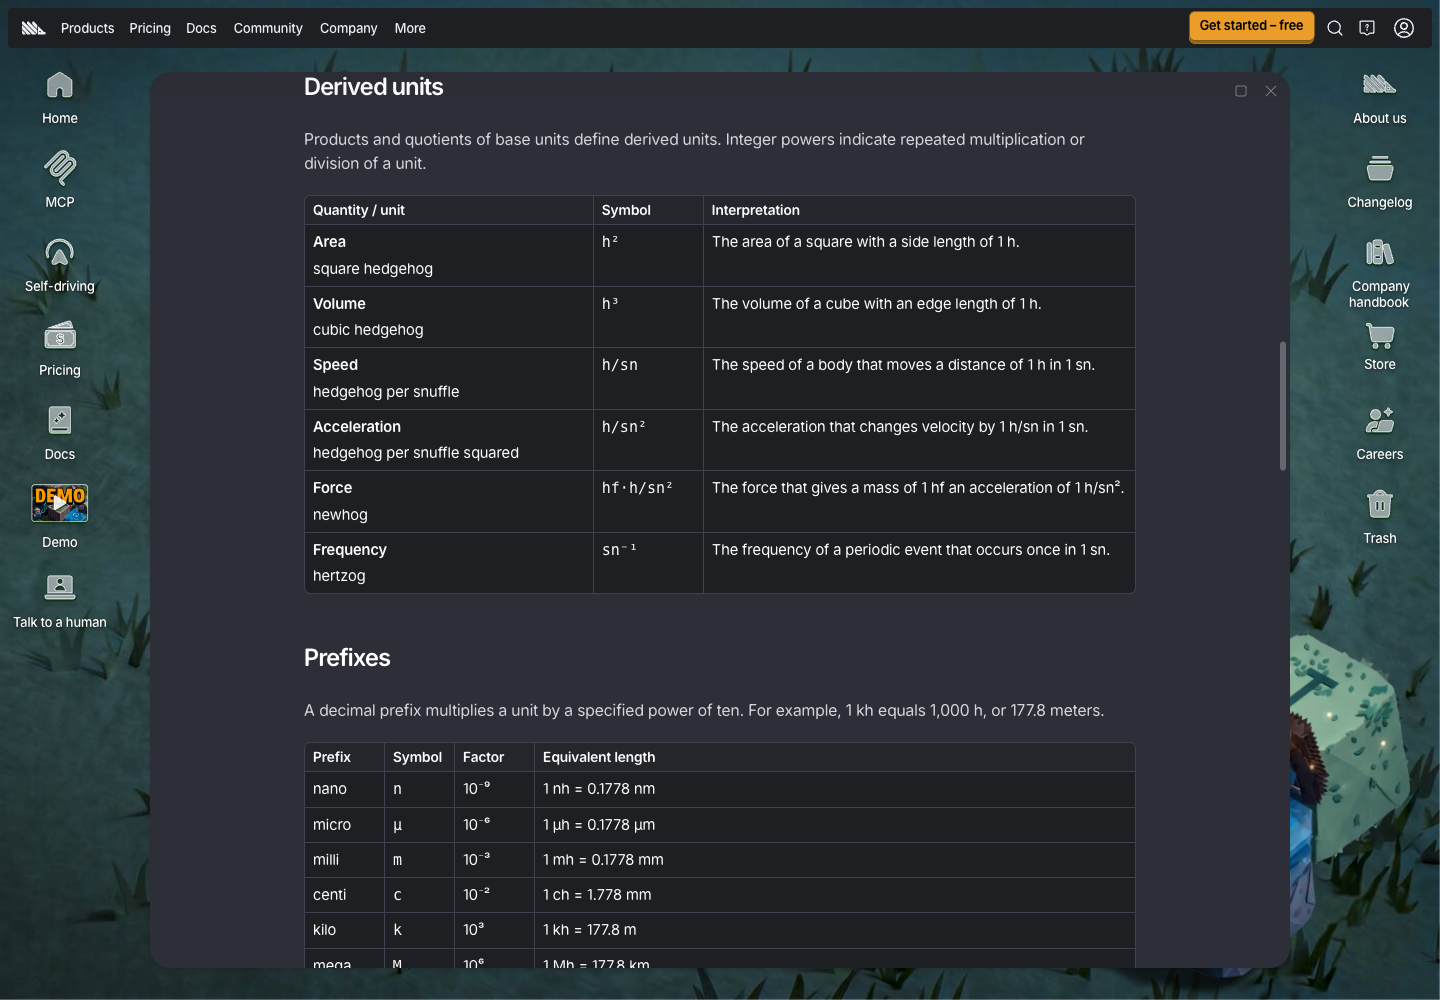 Products Pricing Docs Community Company More Get started – free
Derived units
Products and quotients of base units define derived units. Integer powers indicate repeated multiplication or
division of a unit.
Quantity / unit Symbol Interpretation
Area h² The area of a square with a side length of 1 h.
square hedgehog
Volume h³ The volume of a cube with an edge length of 1 h.
cubic hedgehog
Speed h/sn The speed of a body that moves a distance of 1 h in 1 sn.
hedgehog per snuffle
Acceleration h/sn² The acceleration that changes velocity by 1 h/sn in 1 sn.
hedgehog per snuffle squared
Force hf·h/sn² The force that gives a mass of 1 hf an acceleration of 1 h/sn².
newhog
Frequency sn⁻¹ The frequency of a periodic event that occurs once in 1 sn.
hertzog
Prefixes
A decimal prefix multiplies a unit by a specified power of ten. For example, 1 kh equals 1,000 h, or 177.8 meters.
Prefix Symbol Factor Equivalent length
nano n 10⁻⁹ 1 nh = 0.1778 nm
micro µ 10⁻⁶ 1 µh = 0.1778 µm
milli m 10⁻³ 1 mh = 0.1778 mm
centi c 10⁻² 1 ch = 1.778 mm
kilo k 10³ 1 kh = 177.8 m
mega M 10⁶ 1 Mh = 177.8 km
Home
MCP
Self-driving
Pricing
$
Docs
DEMO
Demo
Talk to a human
About us
Changelog
Company
handbook
Store
Careers
Trash